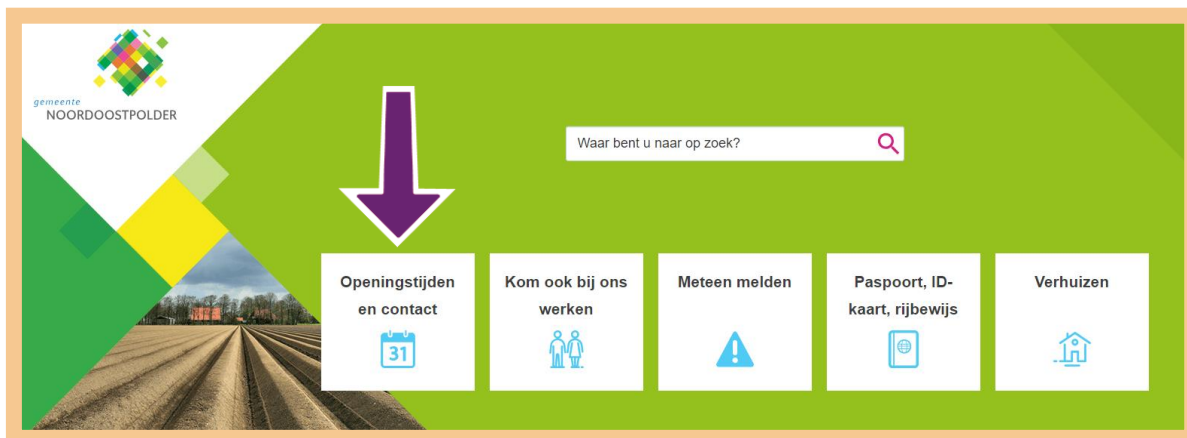 gemeente
NOORDOOSTPOLDER
Waar bent u naar op zoek?
Openingstijden
en contact
31
Kom ook bij ons
werken
Meteen melden
Paspoort, ID-
kaart, rijbewijs
Verhuizen